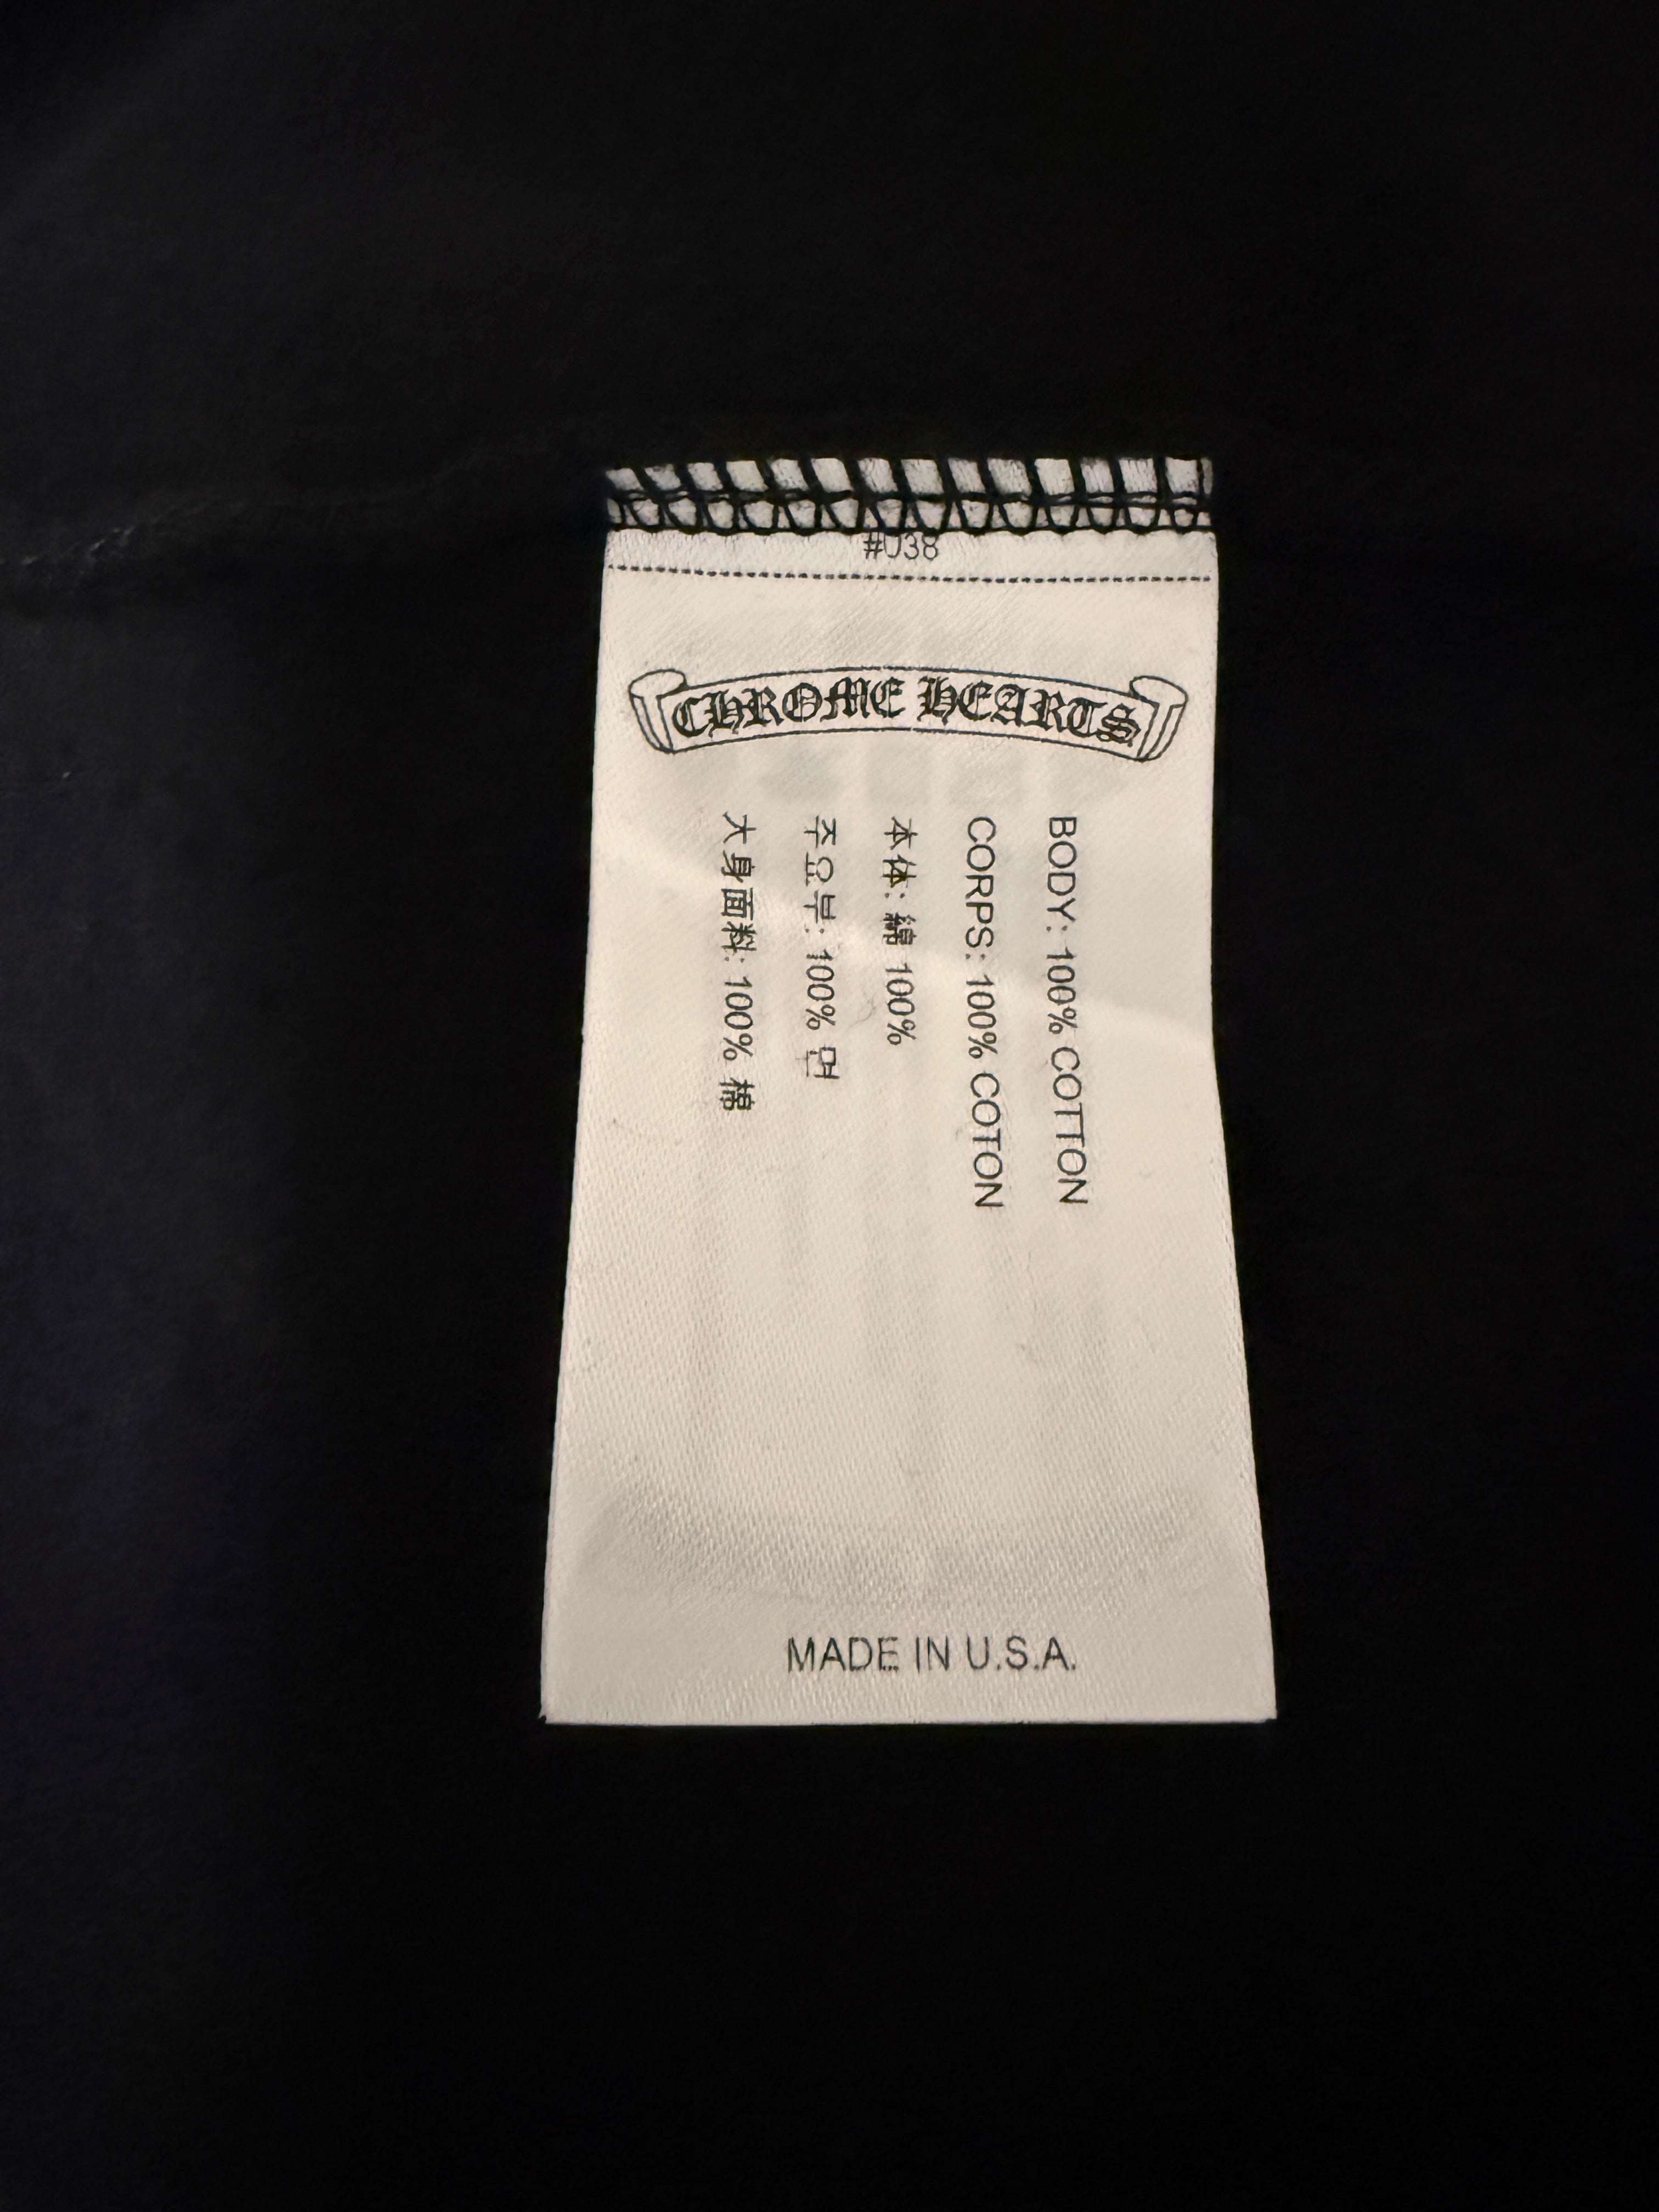 #U38
CHROME HEARTS
BODY: 100% COTTON
CORPS: 100% COTON
本体: 綿 100%
주요부: 100% 면
大身面料: 100% 棉
MADE IN U.S.A.